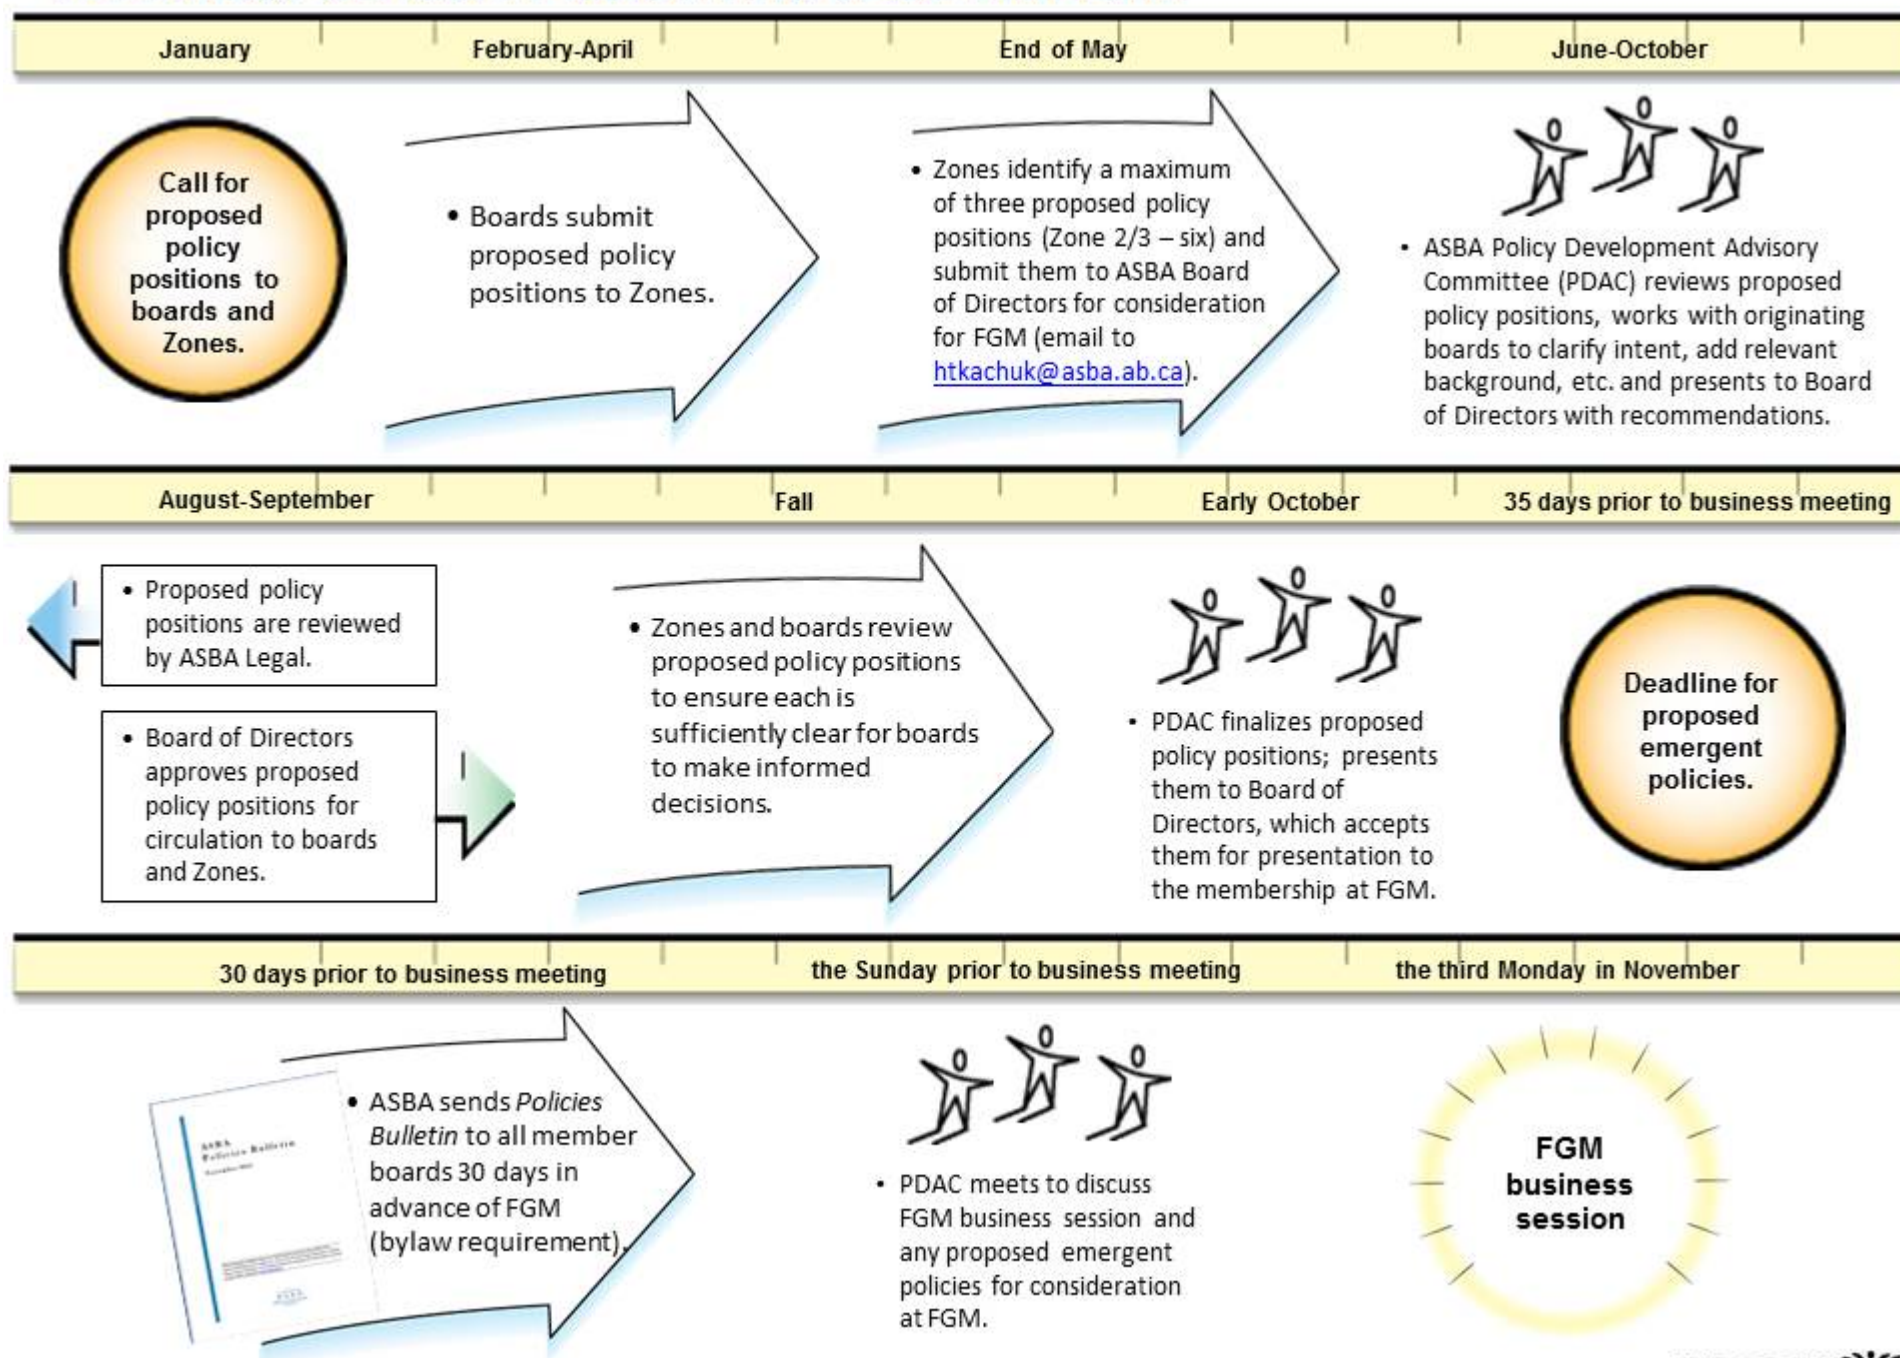 January
February-April
End of May
June-October
Call for
proposed
policy
positions to
boards and
Zones.
• Boards submit
proposed policy
positions to Zones.
• Zones identify a maximum
of three proposed policy
positions (Zone 2/3 – six) and
submit them to ASBA Board
of Directors for consideration
for FGM (email to
htkachuk@asba.ab.ca).
• ASBA Policy Development Advisory
Committee (PDAC) reviews proposed
policy positions, works with originating
boards to clarify intent, add relevant
background, etc. and presents to Board
of Directors with recommendations.
August-September
Fall
Early October
35 days prior to business meeting
• Proposed policy
positions are reviewed
by ASBA Legal.
• Board of Directors
approves proposed
policy positions for
circulation to boards
and Zones.
• Zones and boards review
proposed policy positions
to ensure each is
sufficiently clear for boards
to make informed
decisions.
• PDAC finalizes proposed
policy positions; presents
them to Board of
Directors, which accepts
them for presentation to
the membership at FGM.
Deadline for
proposed
emergent
policies.
30 days prior to business meeting
the Sunday prior to business meeting
the third Monday in November
ASBA
Policies Bulletin
• ASBA sends Policies
Bulletin to all member
boards 30 days in
advance of FGM
(bylaw requirement).
• PDAC meets to discuss
FGM business session and
any proposed emergent
policies for consideration
at FGM.
FGM
business
session